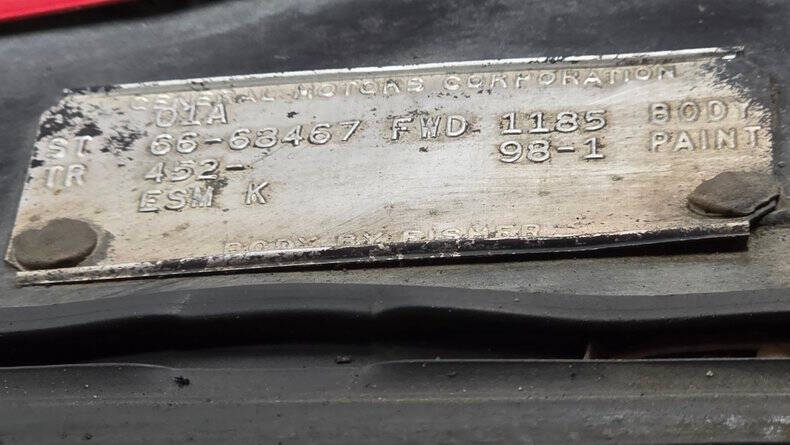 GENERAL MOTORS CORPORATION
01A
ST 66-68467 FWD 1185 BODY
TR 452- 98-1 PAINT
ESM K
BODY BY FISHER